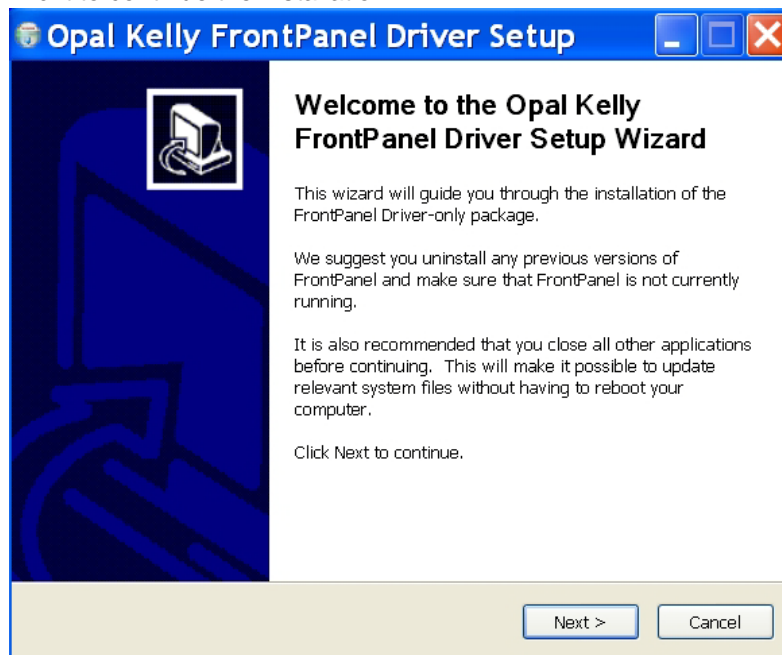 Opal Kelly FrontPanel Driver Setup
Welcome to the Opal Kelly
FrontPanel Driver Setup Wizard
This wizard will guide you through the installation of the
FrontPanel Driver-only package.
We suggest you uninstall any previous versions of
FrontPanel and make sure that FrontPanel is not currently
running.
It is also recommended that you close all other applications
before continuing.  This will make it possible to update
relevant system files without having to reboot your
computer.
Click Next to continue.
Next >
Cancel